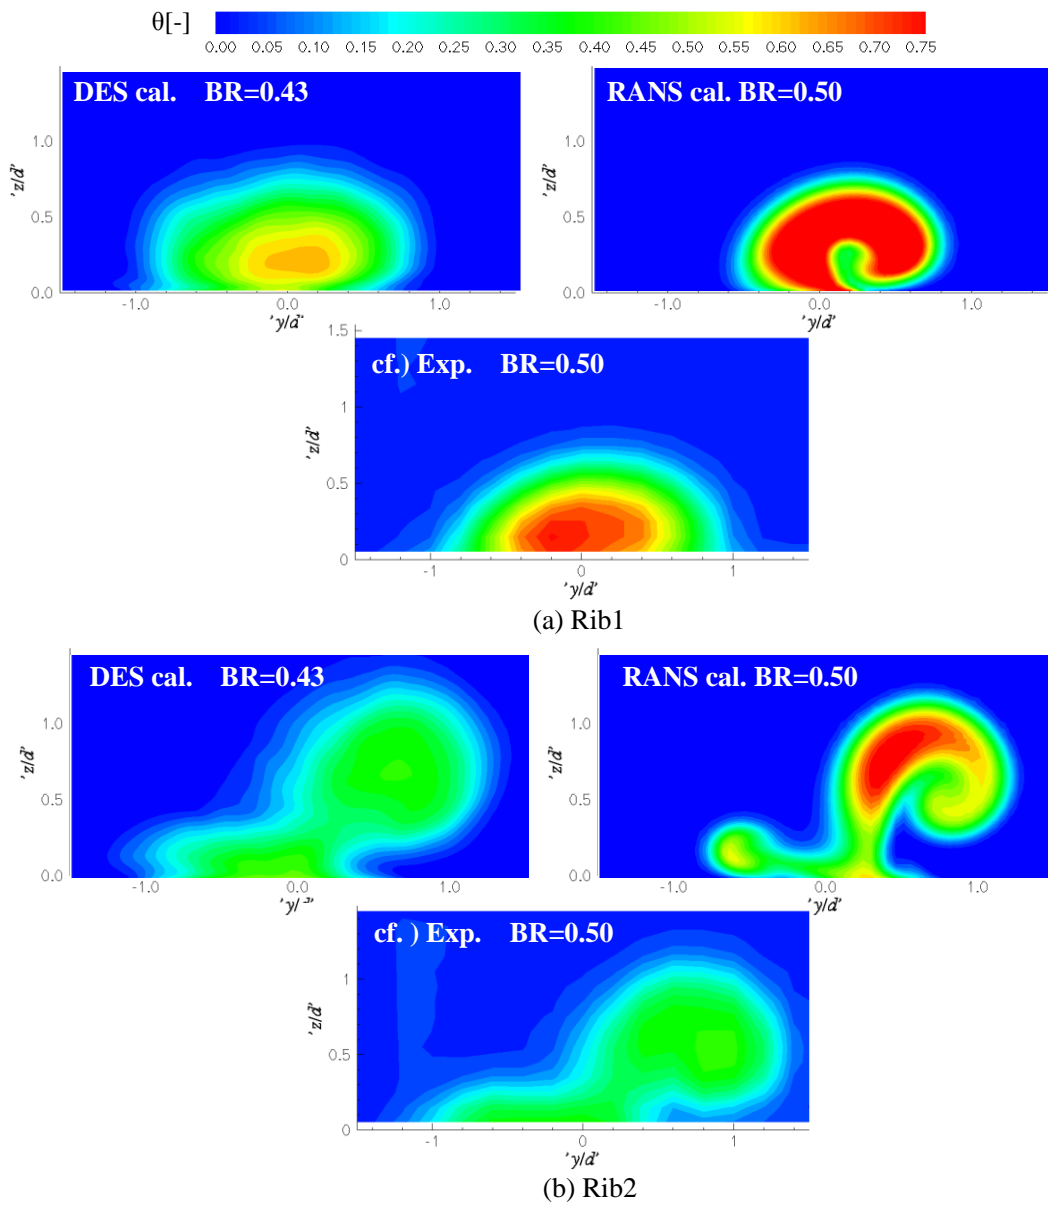 θ[-]
0.00 0.05 0.10 0.15 0.20 0.25 0.30 0.35 0.40 0.45 0.50 0.55 0.60 0.65 0.70 0.75
DES cal. BR=0.43
1.0
0.5
0.0
'z/d'
-1.0 0.0 1.0
'y/d'
RANS cal. BR=0.50
1.0
0.5
0.0
'z/d'
-1.0 0.0 1.0
'y/d'
cf.) Exp. BR=0.50
1.5
1
0.5
0
'z/d'
-1 0 1
'y/d'
(a) Rib1
DES cal. BR=0.43
1.0
0.5
0.0
'z/d'
-1.0 0.0 1.0
RANS cal. BR=0.50
1.0
0.5
0.0
'z/d'
-1.0 0.0 1.0
'y/d'
cf. ) Exp. BR=0.50
1
0.5
0
'z/d'
-1 0 1
'y/d'
(b) Rib2